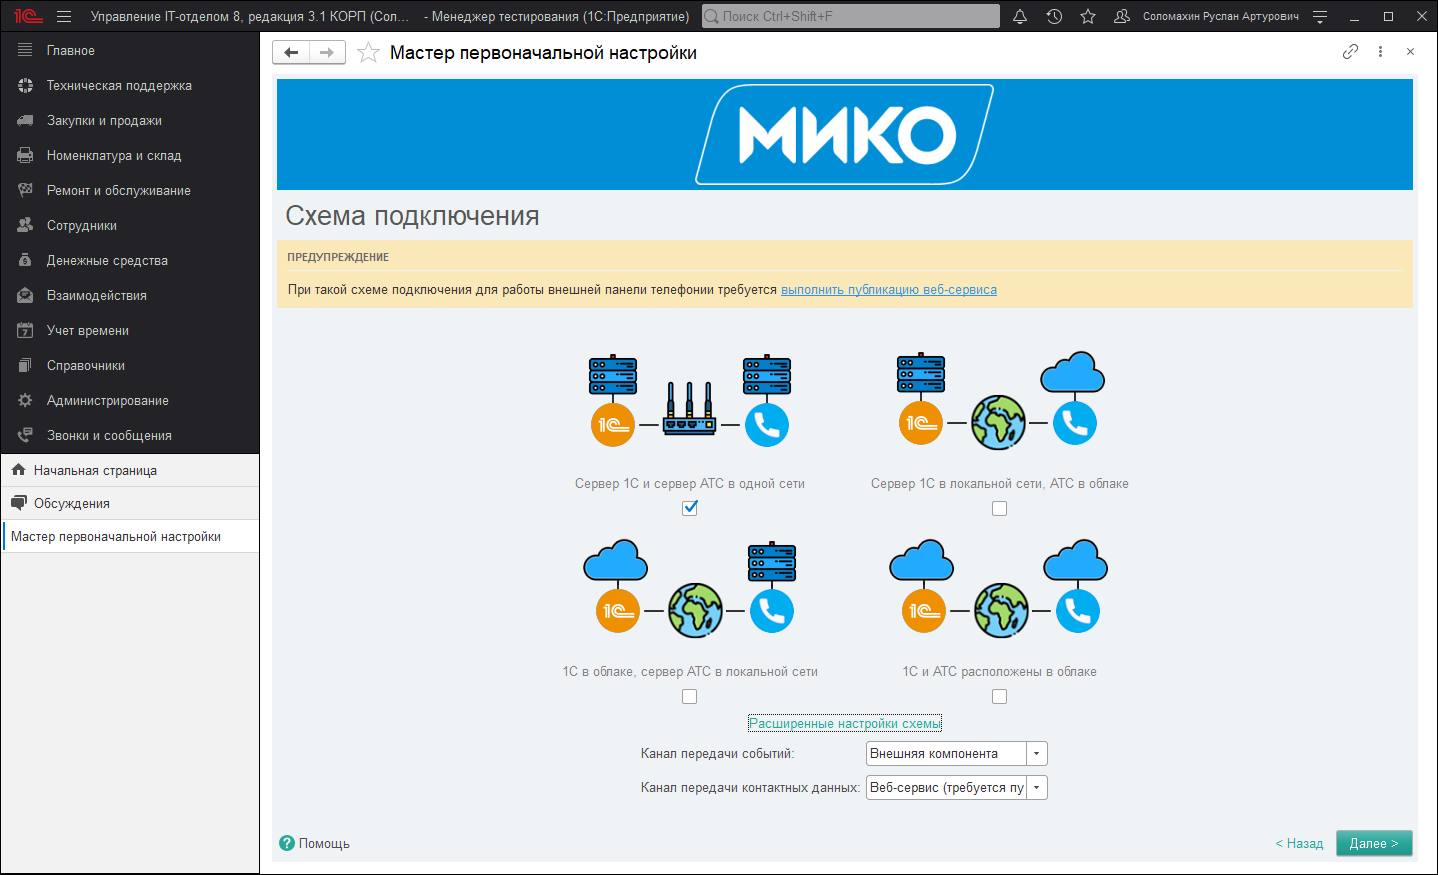 1С Управление IT-отделом 8, редакция 3.1 КОРП (Сол... - Менеджер тестирования (1С:Предприятие) Поиск Ctrl+Shift+F Соломахин Руслан Артурович
Главное
Техническая поддержка
Закупки и продажи
Номенклатура и склад
Ремонт и обслуживание
Сотрудники
Денежные средства
Взаимодействия
7 Учет времени
Справочники
Администрирование
Звонки и сообщения
Начальная страница
Обсуждения
Мастер первоначальной настройки
Мастер первоначальной настройки
МИКО
Схема подключения
ПРЕДУПРЕЖДЕНИЕ
При такой схеме подключения для работы внешней панели телефонии требуется выполнить публикацию веб-сервиса
1С 1С
Сервер 1С и сервер АТС в одной сети Сервер 1С в локальной сети, АТС в облаке
1С 1С
1С в облаке, сервер АТС в локальной сети 1С и АТС расположены в облаке
Расширенные настройки схемы
Канал передачи событий: Внешняя компонента
Канал передачи контактных данных: Веб-сервис (требуется пу
? Помощь < Назад Далее >